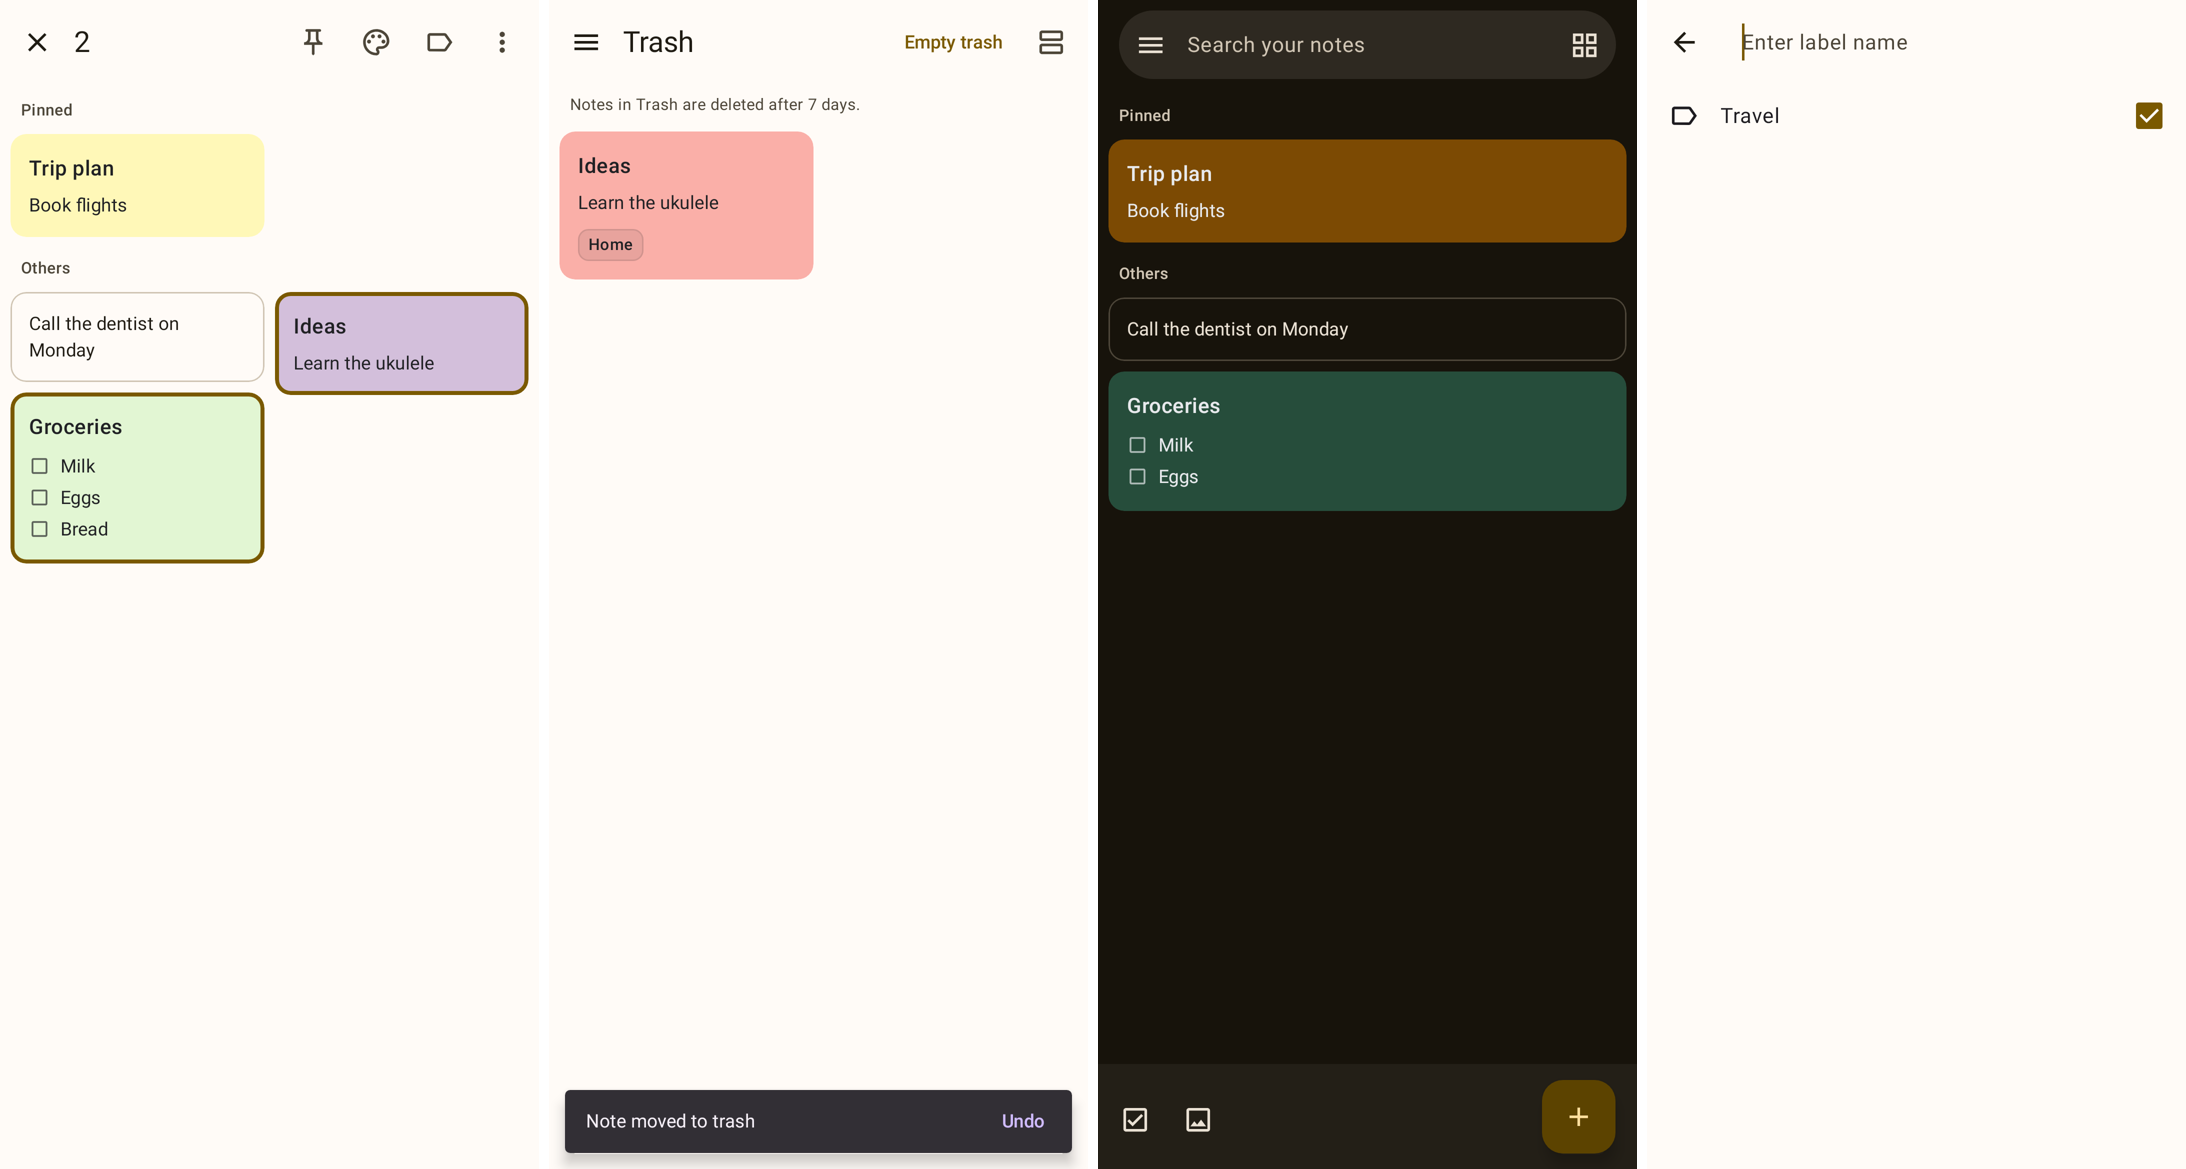 2
Pinned
Trip plan
Book flights
Others
Call the dentist on
Monday
Ideas
Learn the ukulele
Groceries
Milk
Eggs
Bread
Trash
Empty trash
Notes in Trash are deleted after 7 days.
Ideas
Learn the ukulele
Home
Note moved to trash
Undo
Search your notes
Pinned
Trip plan
Book flights
Others
Call the dentist on Monday
Groceries
Milk
Eggs
Enter label name
Travel